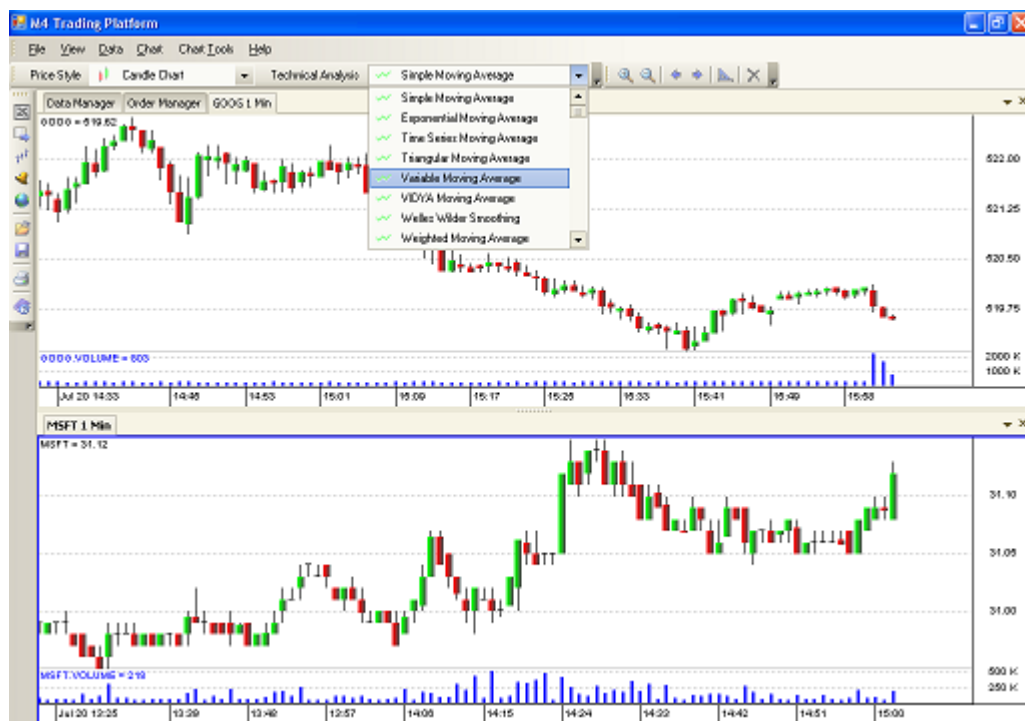 M4 Trading Platform
File View Data Chart Chart Tools Help
Price Style Candle Chart Technical Analysis Simple Moving Average
Data Manager Order Manager GOOG 1 Min
Simple Moving Average
Exponential Moving Average
Time Series Moving Average
Triangular Moving Average
Variable Moving Average
VIDYA Moving Average
Welles Wilder Smoothing
Weighted Moving Average
GOOG = 519.62
522.00
521.25
520.50
519.75
GOOG.VOLUME = 803
2000 K
1000 K
Jul 20 14:33 14:45 14:53 15:01 15:09 15:17 15:25 15:33 15:41 15:49 15:58
MSFT 1 Min
MSFT = 31.12
31.10
31.05
31.00
MSFT.VOLUME = 219
500 K
250 K
Jul 20 13:25 13:39 13:48 13:57 14:06 14:15 14:24 14:33 14:42 14:51 15:00